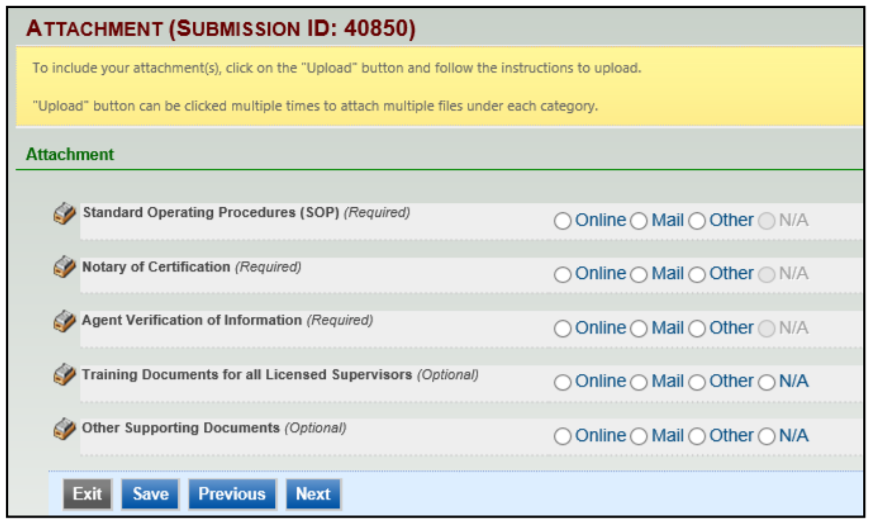 ATTACHMENT (SUBMISSION ID: 40850)
To include your attachment(s), click on the "Upload" button and follow the instructions to upload.
"Upload" button can be clicked multiple times to attach multiple files under each category.
Attachment
Standard Operating Procedures (SOP) (Required) Online Mail Other N/A
Notary of Certification (Required) Online Mail Other N/A
Agent Verification of Information (Required) Online Mail Other N/A
Training Documents for all Licensed Supervisors (Optional) Online Mail Other N/A
Other Supporting Documents (Optional) Online Mail Other N/A
Exit Save Previous Next